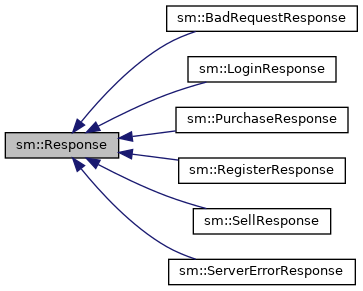 sm::BadRequestResponse
sm::LoginResponse
sm::PurchaseResponse
sm::Response
sm::RegisterResponse
sm::SellResponse
sm::ServerErrorResponse